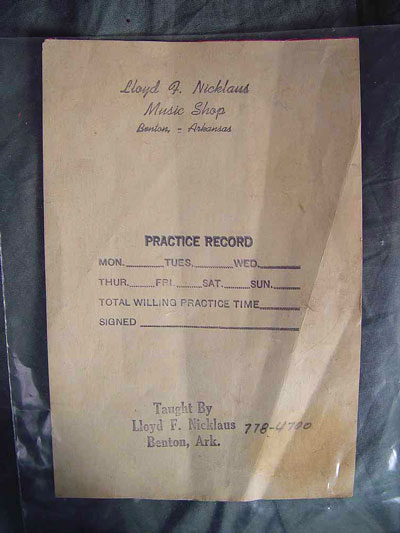 Lloyd F. Nicklaus
Music Shop
Benton, - Arkansas
PRACTICE RECORD
MON. TUES. WED.
THUR. FRI. SAT. SUN.
TOTAL WILLING PRACTICE TIME
SIGNED
Taught By
Lloyd F. Nicklaus 778-4700
Benton, Ark.